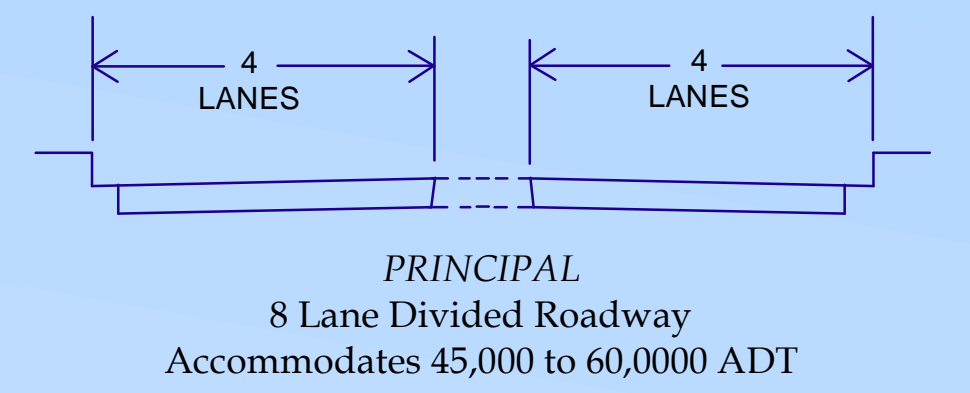 4 4
LANES LANES
PRINCIPAL
8 Lane Divided Roadway
Accommodates 45,000 to 60,0000 ADT